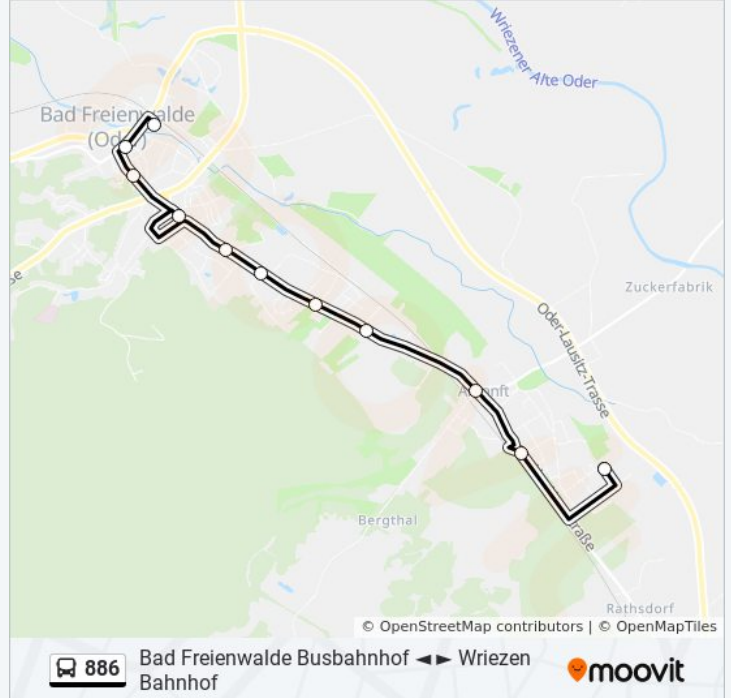 Wriezener Alte Oder
Bad Freienwalde
(Oder)
Zuckerfabrik
Oder-Lausitz-Trasse
Bergthal
raße
Rathsdorf
© OpenStreetMap contributors | © OpenMapTiles
886
Bad Freienwalde Busbahnhof ◄ ► Wriezen
Bahnhof
moovit